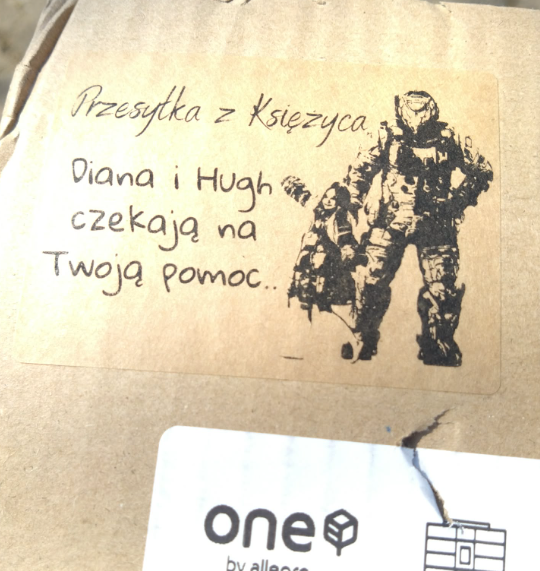 Przesyłka z Księżyca
Diana i Hugh
czekają na
Twoją pomoc..
one
by allegro